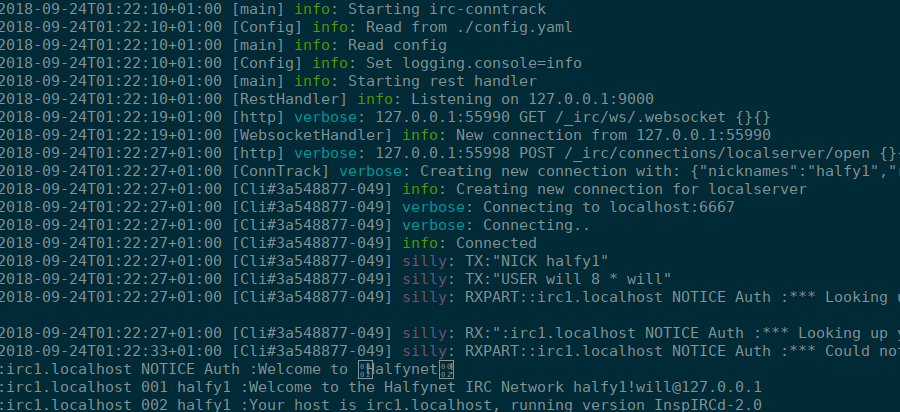 2018-09-24T01:22:10+01:00 [main] info: Starting irc-conntrack
2018-09-24T01:22:10+01:00 [Config] info: Read from ./config.yaml
2018-09-24T01:22:10+01:00 [main] info: Read config
2018-09-24T01:22:10+01:00 [Config] info: Set logging.console=info
2018-09-24T01:22:10+01:00 [main] info: Starting rest handler
2018-09-24T01:22:10+01:00 [RestHandler] info: Listening on 127.0.0.1:9000
2018-09-24T01:22:19+01:00 [http] verbose: 127.0.0.1:55990 GET /_irc/ws/.websocket {}{}
2018-09-24T01:22:19+01:00 [WebsocketHandler] info: New connection from 127.0.0.1:55990
2018-09-24T01:22:27+01:00 [http] verbose: 127.0.0.1:55998 POST /_irc/connections/localserver/open {}
2018-09-24T01:22:27+01:00 [ConnTrack] verbose: Creating new connection with: {"nicknames":"halfy1","
2018-09-24T01:22:27+01:00 [Cli#3a548877-049] info: Creating new connection for localserver
2018-09-24T01:22:27+01:00 [Cli#3a548877-049] verbose: Connecting to localhost:6667
2018-09-24T01:22:27+01:00 [Cli#3a548877-049] verbose: Connecting..
2018-09-24T01:22:27+01:00 [Cli#3a548877-049] info: Connected
2018-09-24T01:22:27+01:00 [Cli#3a548877-049] silly: TX:"NICK halfy1"
2018-09-24T01:22:27+01:00 [Cli#3a548877-049] silly: TX:"USER will 8 * will"
2018-09-24T01:22:27+01:00 [Cli#3a548877-049] silly: RXPART::irc1.localhost NOTICE Auth :*** Looking
2018-09-24T01:22:27+01:00 [Cli#3a548877-049] silly: RX:":irc1.localhost NOTICE Auth :*** Looking up
2018-09-24T01:22:33+01:00 [Cli#3a548877-049] silly: RXPART::irc1.localhost NOTICE Auth :*** Could
:irc1.localhost NOTICE Auth :Welcome to Halfynet!
:irc1.localhost 001 halfy1 :Welcome to the Halfynet IRC Network halfy1!will@127.0.0.1
:irc1.localhost 002 halfy1 :Your host is irc1.localhost, running version InspIRCd-2.0